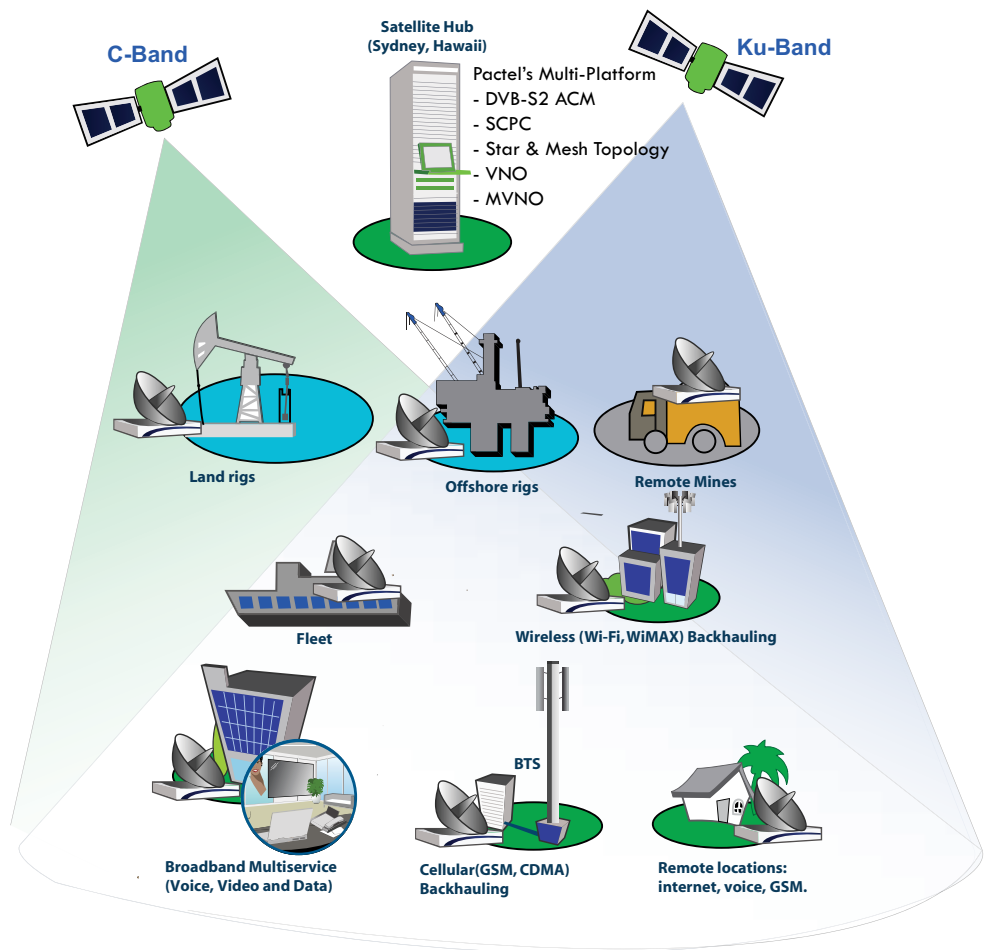 C-Band
Satellite Hub
(Sydney, Hawaii)
Ku-Band
Pactel's Multi-Platform
- DVB-S2 ACM
- SCPC
- Star & Mesh Topology
- VNO
- MVNO
Land rigs
Offshore rigs
Remote Mines
Fleet
Wireless (Wi-Fi, WiMAX) Backhauling
BTS
Broadband Multiservice
(Voice, Video and Data)
Cellular(GSM, CDMA)
Backhauling
Remote locations:
internet, voice, GSM.